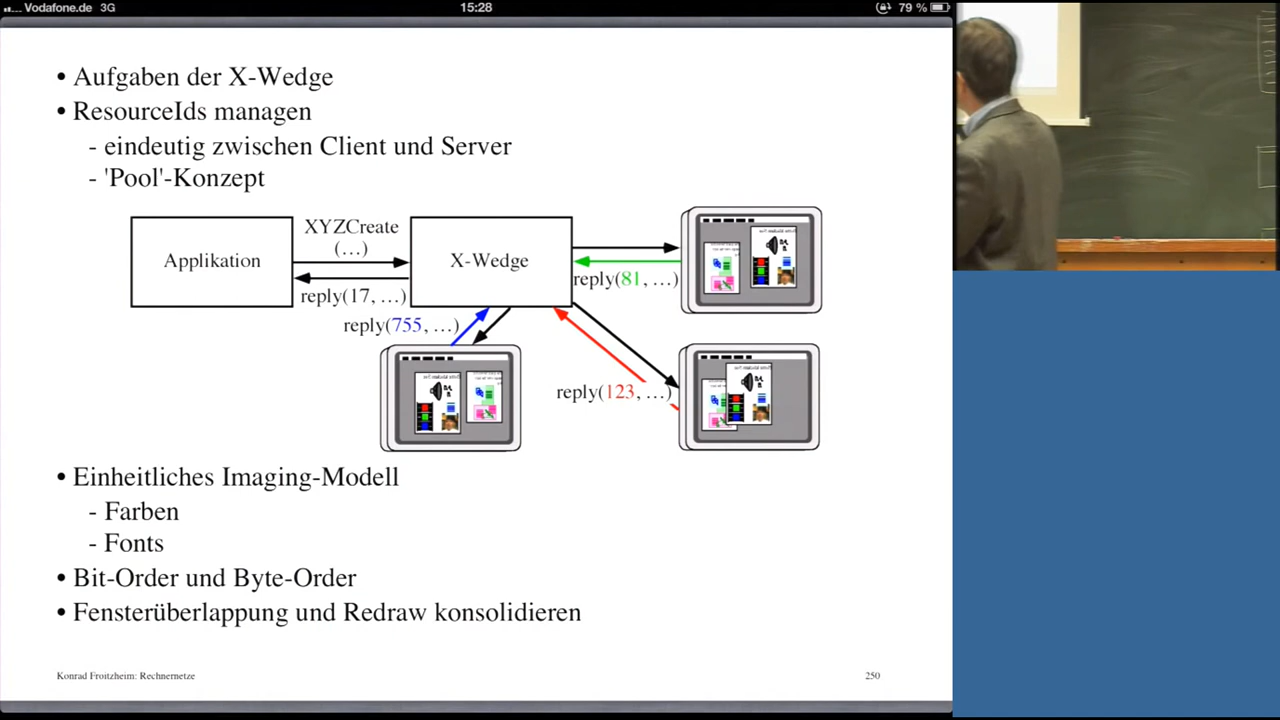 Vodafone.de 3G 15:28 79 %
• Aufgaben der X-Wedge
• ResourceIds managen
- eindeutig zwischen Client und Server
- 'Pool'-Konzept
XYZCreate
(…)
Applikation
X-Wedge
reply(17, …)
reply(81, …)
reply(755, …)
reply(123, …)
• Einheitliches Imaging-Modell
- Farben
- Fonts
• Bit-Order und Byte-Order
• Fensterüberlappung und Redraw konsolidieren
Konrad Froitzheim: Rechnernetze
250